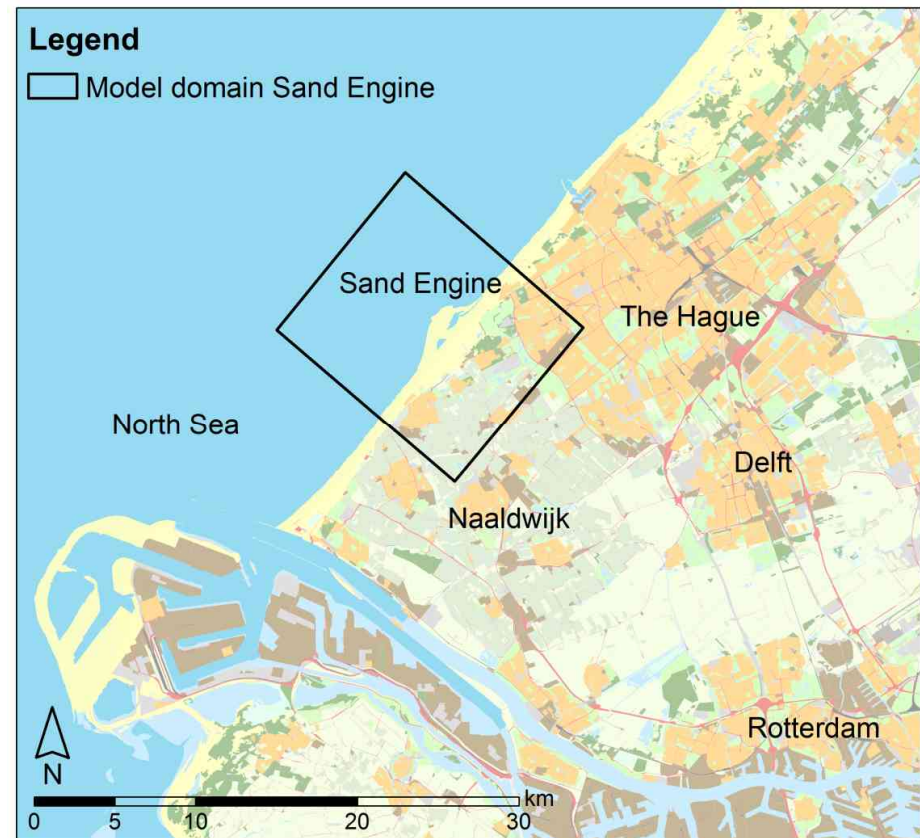 Legend
Model domain Sand Engine
Sand Engine
The Hague
North Sea
Delft
Naaldwijk
Rotterdam
N
km
0 5 10 20 30